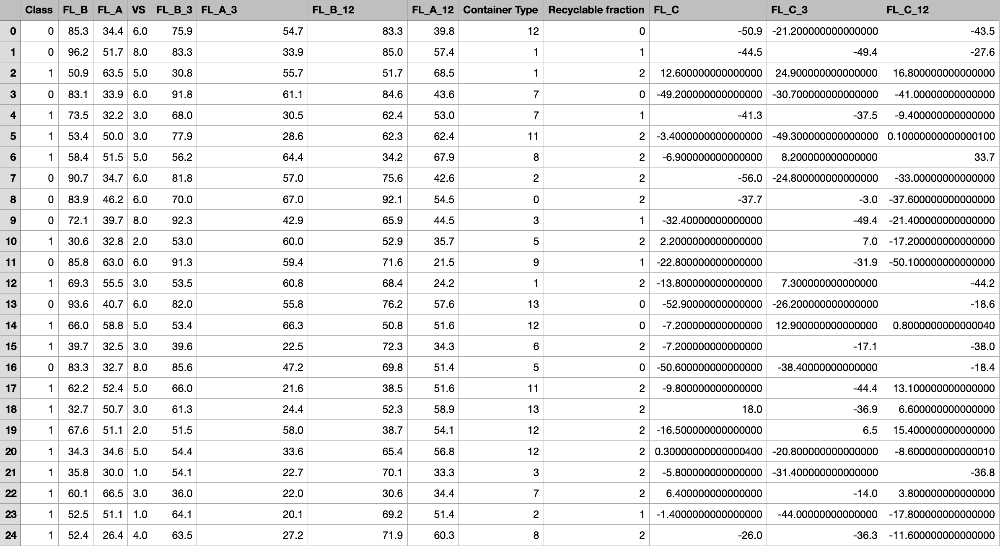 Class FL_B FL_A VS FL_B_3 FL_A_3 FL_B_12 FL_A_12 Container Type Recyclable fraction FL_C FL_C_3 FL_C_12
0 0 85.3 34.4 6.0 75.9 54.7 83.3 39.8 12 0 -50.9 -21.200000000000000 -43.5
1 0 96.2 51.7 8.0 83.3 33.9 85.0 57.4 1 1 -44.5 -49.4 -27.6
2 1 50.9 63.5 5.0 30.8 55.7 51.7 68.5 1 2 12.600000000000000 24.900000000000000 16.800000000000000
3 0 83.1 33.9 6.0 91.8 61.1 84.6 43.6 7 0 -49.200000000000000 -30.700000000000000 -41.00000000000000
4 1 73.5 32.2 3.0 68.0 30.5 62.4 53.0 7 1 -41.3 -37.5 -9.4000000000000000
5 1 53.4 50.0 3.0 77.9 28.6 62.3 62.4 11 2 -3.4000000000000000 -49.300000000000000 0.10000000000000100
6 1 58.4 51.5 5.0 56.2 64.4 34.2 67.9 8 2 -6.900000000000000 8.200000000000000 33.7
7 0 90.7 34.7 6.0 81.8 57.0 75.6 42.6 2 2 -56.0 -24.800000000000000 -33.00000000000000
8 0 83.9 46.2 6.0 70.0 67.0 92.1 54.5 0 2 -37.7 -3.0 -37.60000000000000
9 0 72.1 39.7 8.0 92.3 42.9 65.9 44.5 3 1 -32.40000000000000 -49.4 -21.400000000000000
10 1 30.6 32.8 2.0 53.0 60.0 52.9 35.7 5 2 2.2000000000000000 7.0 -17.200000000000000
11 0 85.8 63.0 6.0 91.3 59.4 71.6 21.5 9 1 -22.800000000000000 -31.9 -50.100000000000000
12 1 69.3 55.5 3.0 53.5 60.8 68.4 24.2 1 2 -13.800000000000000 7.300000000000000 -44.2
13 0 93.6 40.7 6.0 82.0 55.8 76.2 57.6 13 0 -52.90000000000000 -26.200000000000000 -18.6
14 1 66.0 58.8 5.0 53.4 66.3 50.8 51.6 12 0 -7.200000000000000 12.900000000000000 0.8000000000000040
15 1 39.7 32.5 3.0 39.6 22.5 72.3 34.3 6 2 -7.200000000000000 -17.1 -38.0
16 0 83.3 32.7 8.0 85.6 47.2 69.8 51.4 5 0 -50.600000000000000 -38.40000000000000 -18.4
17 1 62.2 52.4 5.0 66.0 21.6 38.5 51.6 11 2 -9.800000000000000 -44.4 13.100000000000000
18 1 32.7 50.7 3.0 61.3 24.4 52.3 58.9 13 2 18.0 -36.9 6.600000000000000
19 1 67.6 51.1 2.0 51.5 58.0 38.7 54.1 12 2 -16.500000000000000 6.5 15.400000000000000
20 1 34.3 34.6 5.0 54.4 33.6 65.4 56.8 12 2 0.30000000000000400 -20.800000000000000 -8.600000000000010
21 1 35.8 30.0 1.0 54.1 22.7 70.1 33.3 3 2 -5.800000000000000 -31.400000000000000 -36.8
22 1 60.1 66.5 3.0 36.0 22.0 30.6 34.4 7 2 6.400000000000000 -14.0 3.800000000000000
23 1 52.5 51.1 1.0 64.1 20.1 69.2 51.4 2 1 -1.4000000000000000 -44.00000000000000 -17.800000000000000
24 1 52.4 26.4 4.0 63.5 27.2 71.9 60.3 8 2 -26.0 -36.3 -11.600000000000000